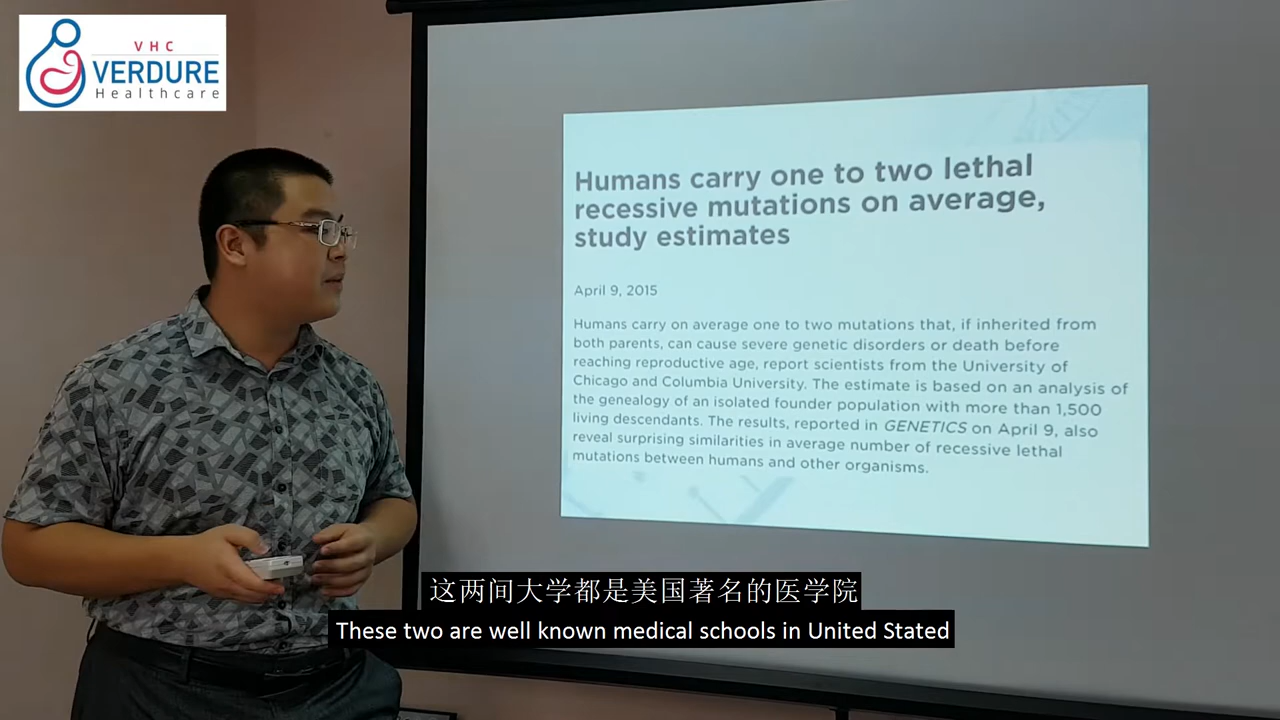 VHC
VERDURE
Healthcare
Humans carry one to two lethal
recessive mutations on average,
study estimates
April 9, 2015
Humans carry on average one to two mutations that, if inherited from
both parents, can cause severe genetic disorders or death before
reaching reproductive age, report scientists from the University of
Chicago and Columbia University. The estimate is based on an analysis of
the genealogy of an isolated founder population with more than 1,500
living descendants. The results, reported in GENETICS on April 9, also
reveal surprising similarities in average number of recessive lethal
mutations between humans and other organisms.
这两间大学都是美国著名的医学院
These two are well known medical schools in United Stated